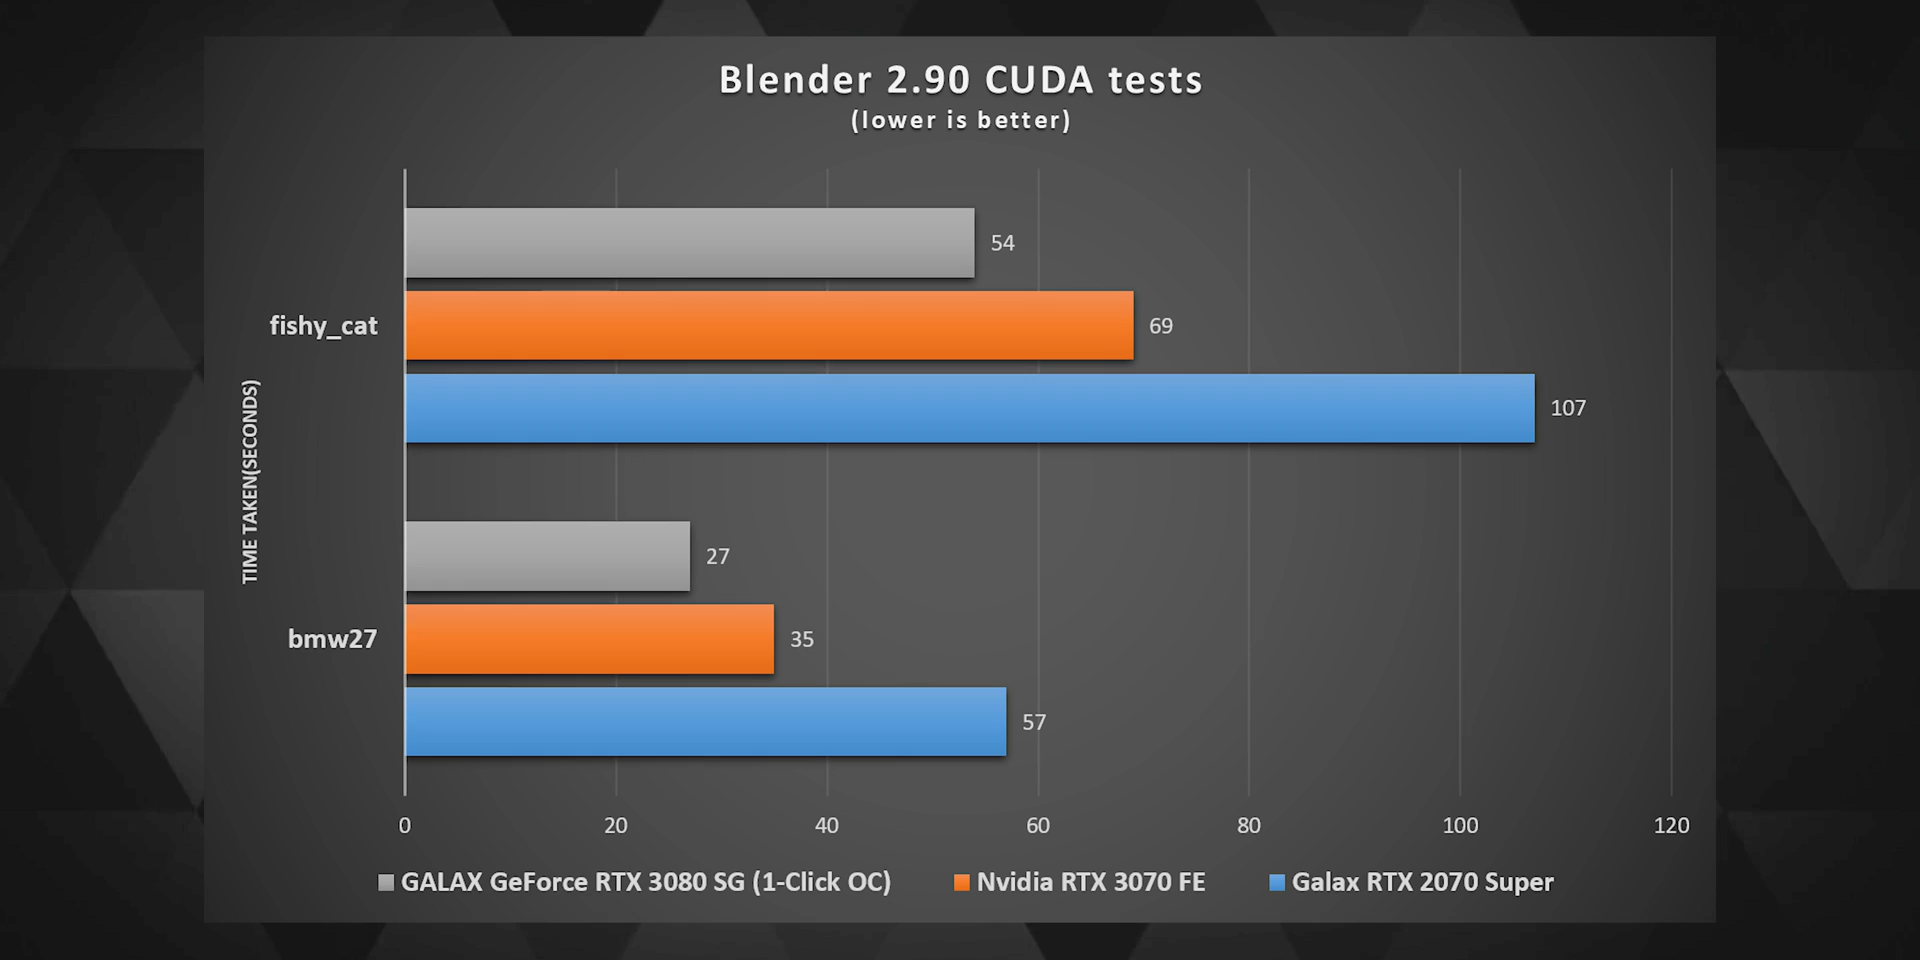 Blender 2.90 CUDA tests
(lower is better)
TIME TAKEN(SECONDS)
fishy_cat
54
69
107
bmw27
27
35
57
0 20 40 60 80 100 120
GALAX GeForce RTX 3080 SG (1-Click OC) Nvidia RTX 3070 FE Galax RTX 2070 Super